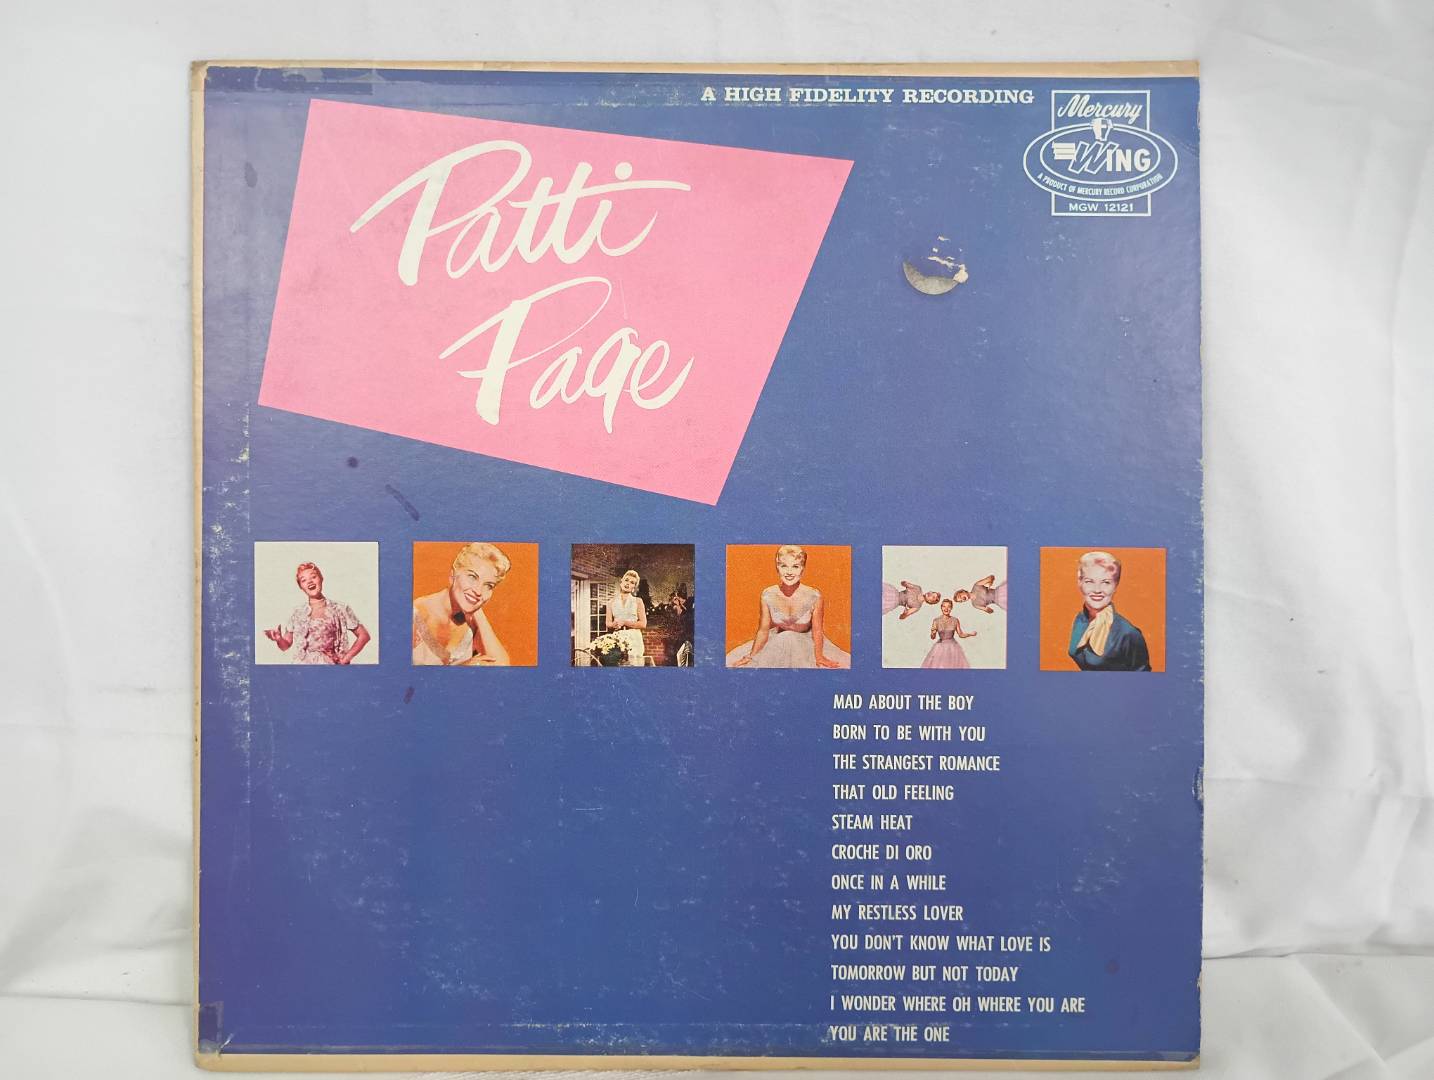 A HIGH FIDELITY RECORDING
Mercury
WING
A PRODUCT OF MERCURY RECORD CORPORATION
MGW 12121
Patti
Page
MAD ABOUT THE BOY
BORN TO BE WITH YOU
THE STRANGEST ROMANCE
THAT OLD FEELING
STEAM HEAT
CROCHE DI ORO
ONCE IN A WHILE
MY RESTLESS LOVER
YOU DON'T KNOW WHAT LOVE IS
TOMORROW BUT NOT TODAY
I WONDER WHERE OH WHERE YOU ARE
YOU ARE THE ONE